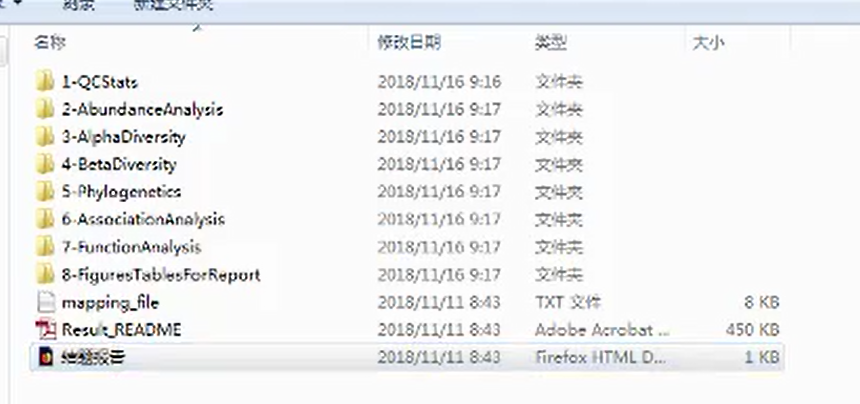 新建文件夹
名称 修改日期 类型 大小
1-QCStats 2018/11/16 9:16 文件夹
2-AbundanceAnalysis 2018/11/16 9:17 文件夹
3-AlphaDiversity 2018/11/16 9:17 文件夹
4-BetaDiversity 2018/11/16 9:17 文件夹
5-Phylogenetics 2018/11/16 9:17 文件夹
6-AssociationAnalysis 2018/11/16 9:17 文件夹
7-FunctionAnalysis 2018/11/16 9:17 文件夹
8-FiguresTablesForReport 2018/11/16 9:17 文件夹
mapping_file 2018/11/11 8:43 TXT 文件 8 KB
Result_README 2018/11/11 8:43 Adobe Acrobat ... 450 KB
结题报告 2018/11/11 8:43 Firefox HTML D... 1 KB